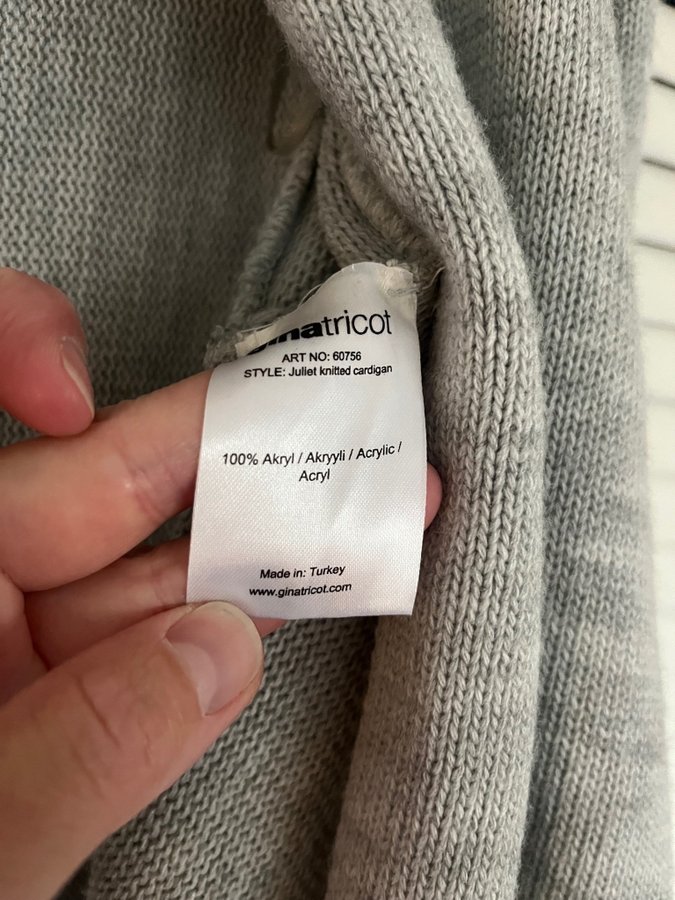 ginatricot
ART NO: 60756
STYLE: Juliet knitted cardigan
100% Akryl / Akryyli / Acrylic /
Acryl
Made in: Turkey
www.ginatricot.com